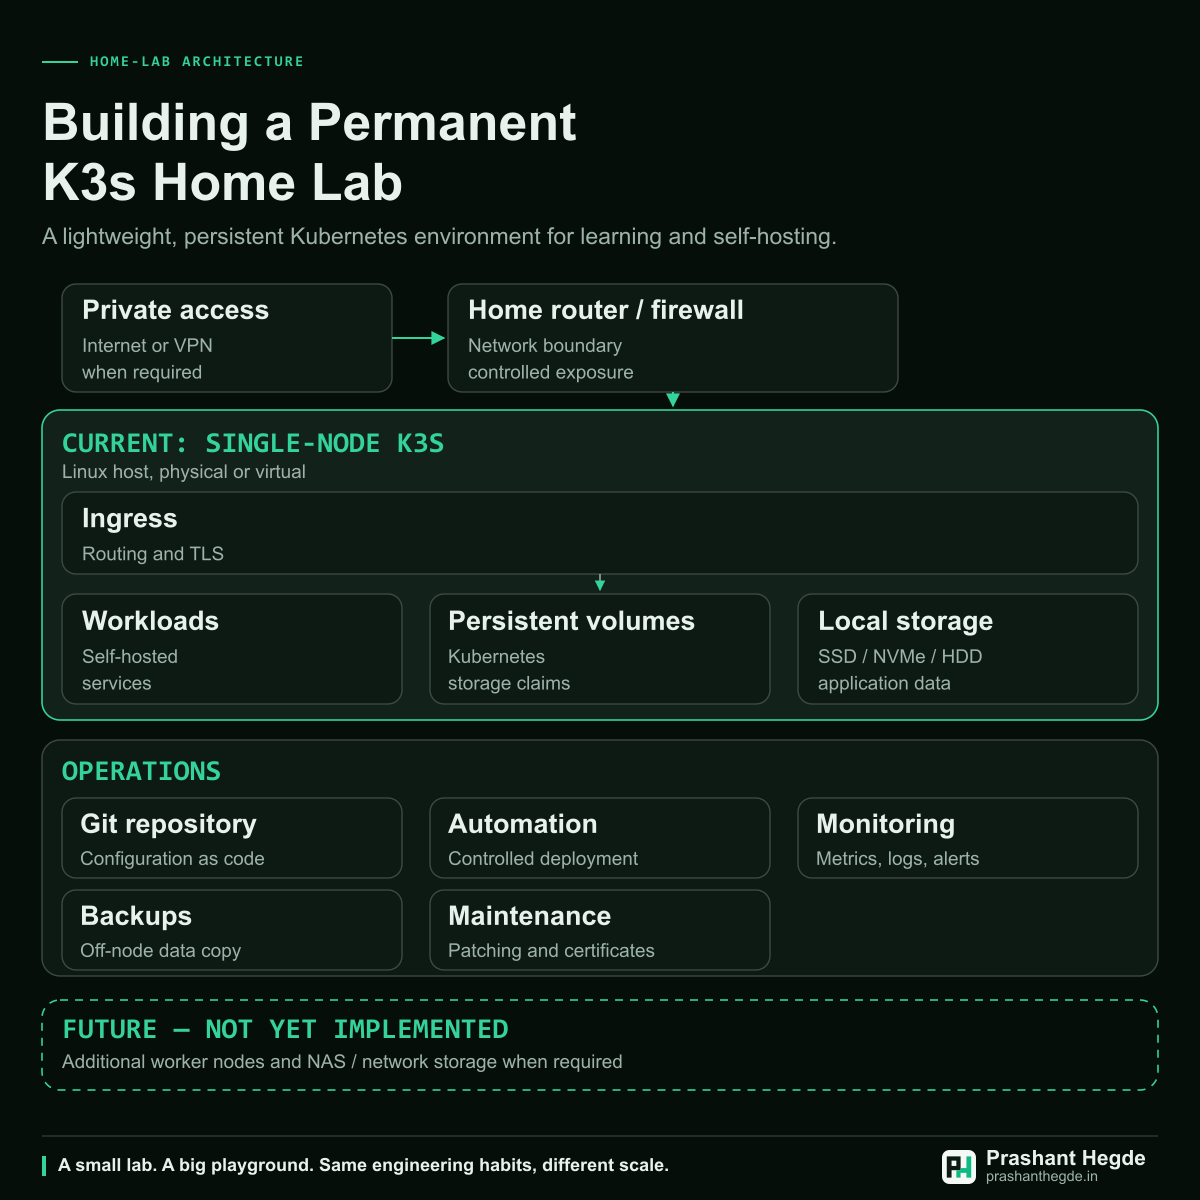 HOME-LAB ARCHITECTURE
Building a Permanent
K3s Home Lab
A lightweight, persistent Kubernetes environment for learning and self-hosting.
Private access
Internet or VPN
when required
Home router / firewall
Network boundary
controlled exposure
CURRENT: SINGLE-NODE K3S
Linux host, physical or virtual
Ingress
Routing and TLS
Workloads
Self-hosted
services
Persistent volumes
Kubernetes
storage claims
Local storage
SSD / NVMe / HDD
application data
OPERATIONS
Git repository
Configuration as code
Automation
Controlled deployment
Monitoring
Metrics, logs, alerts
Backups
Off-node data copy
Maintenance
Patching and certificates
FUTURE — NOT YET IMPLEMENTED
Additional worker nodes and NAS / network storage when required
A small lab. A big playground. Same engineering habits, different scale.
PH
Prashant Hegde
prashanthegde.in